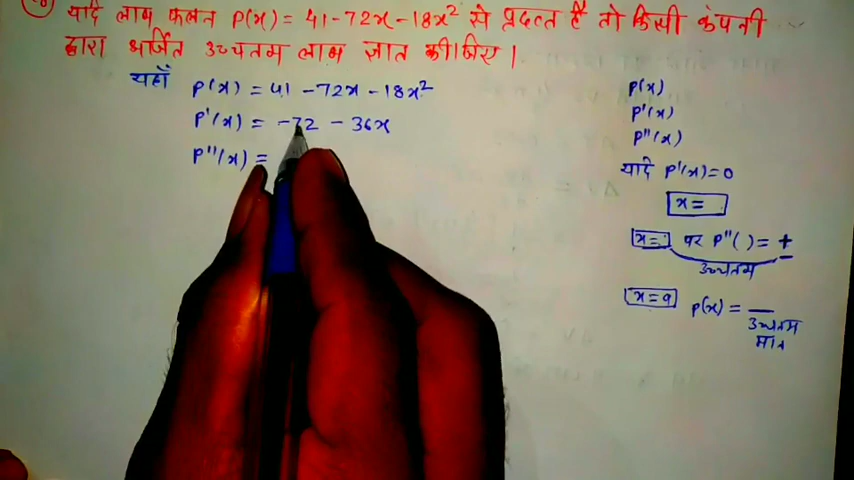 यदि लाभ फलन P(x) = 41-72x-18x² से प्रदत्त है तो किसी कंपनी
द्वारा अर्जित उच्चतम लाभ ज्ञात कीजिए ।
यहाँ P(x) = 41 - 72x - 18x²
P'(x) = -72 - 36x
P''(x) =
P(x)
P'(x)
P''(x)
यदि P'(x) = 0
x =
x = पर P''( ) = +
-
उच्चतम
x = a P(x) = —
उच्चतम
मान